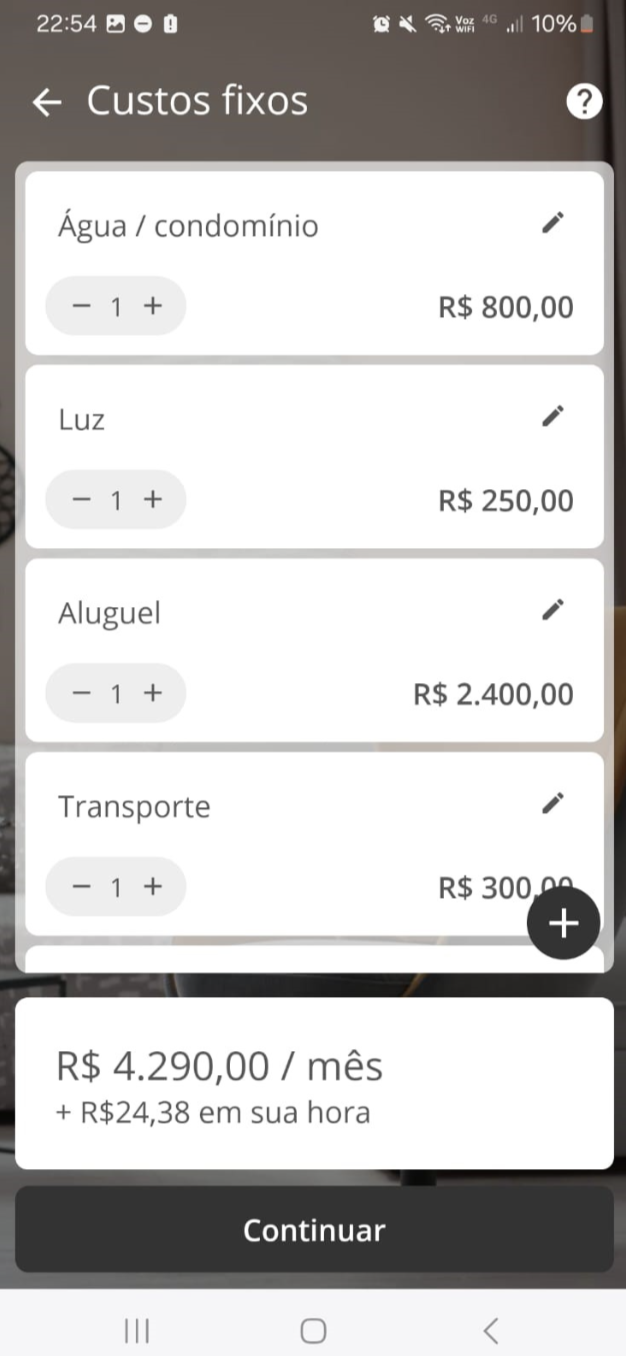 22:54 Voz WiFi 4G 10%
Custos fixos ?
Água / condomínio
− 1 + R$ 800,00
Luz
− 1 + R$ 250,00
Aluguel
− 1 + R$ 2.400,00
Transporte
− 1 + R$ 300,00
+
R$ 4.290,00 / mês
+ R$24,38 em sua hora
Continuar